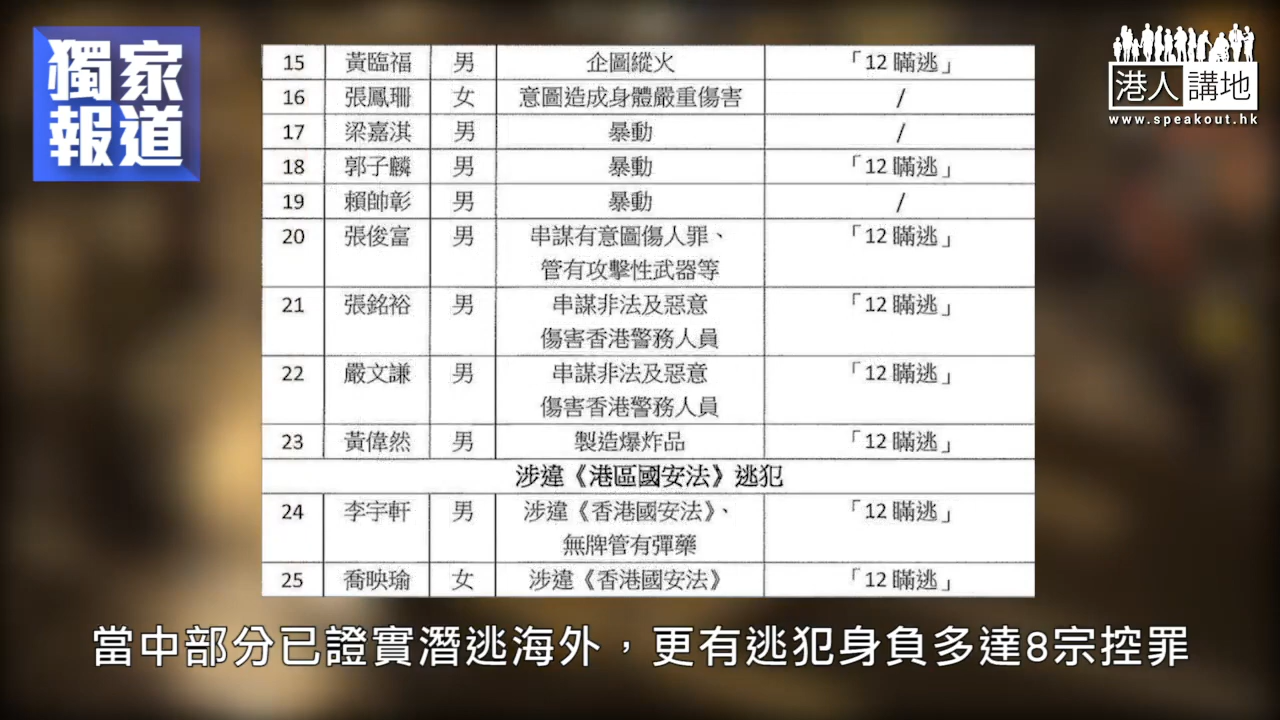 獨家
報道
港人講地
www.speakout.hk
15 黃臨福 男 企圖縱火 「12 瞞逃」
16 張鳳珊 女 意圖造成身體嚴重傷害 /
17 梁嘉淇 男 暴動 /
18 郭子麟 男 暴動 「12 瞞逃」
19 賴帥彰 男 暴動 /
20 張俊富 男 串謀有意圖傷人罪、 「12 瞞逃」
管有攻擊性武器等
21 張銘裕 男 串謀非法及惡意 「12 瞞逃」
傷害香港警務人員
22 嚴文謙 男 串謀非法及惡意 「12 瞞逃」
傷害香港警務人員
23 黃偉然 男 製造爆炸品 「12 瞞逃」
涉違《港區國安法》逃犯
24 李宇軒 男 涉違《香港國安法》、 「12 瞞逃」
無牌管有彈藥
25 喬映瑜 女 涉違《香港國安法》 「12 瞞逃」
當中部分已證實潛逃海外，更有逃犯身負多達8宗控罪